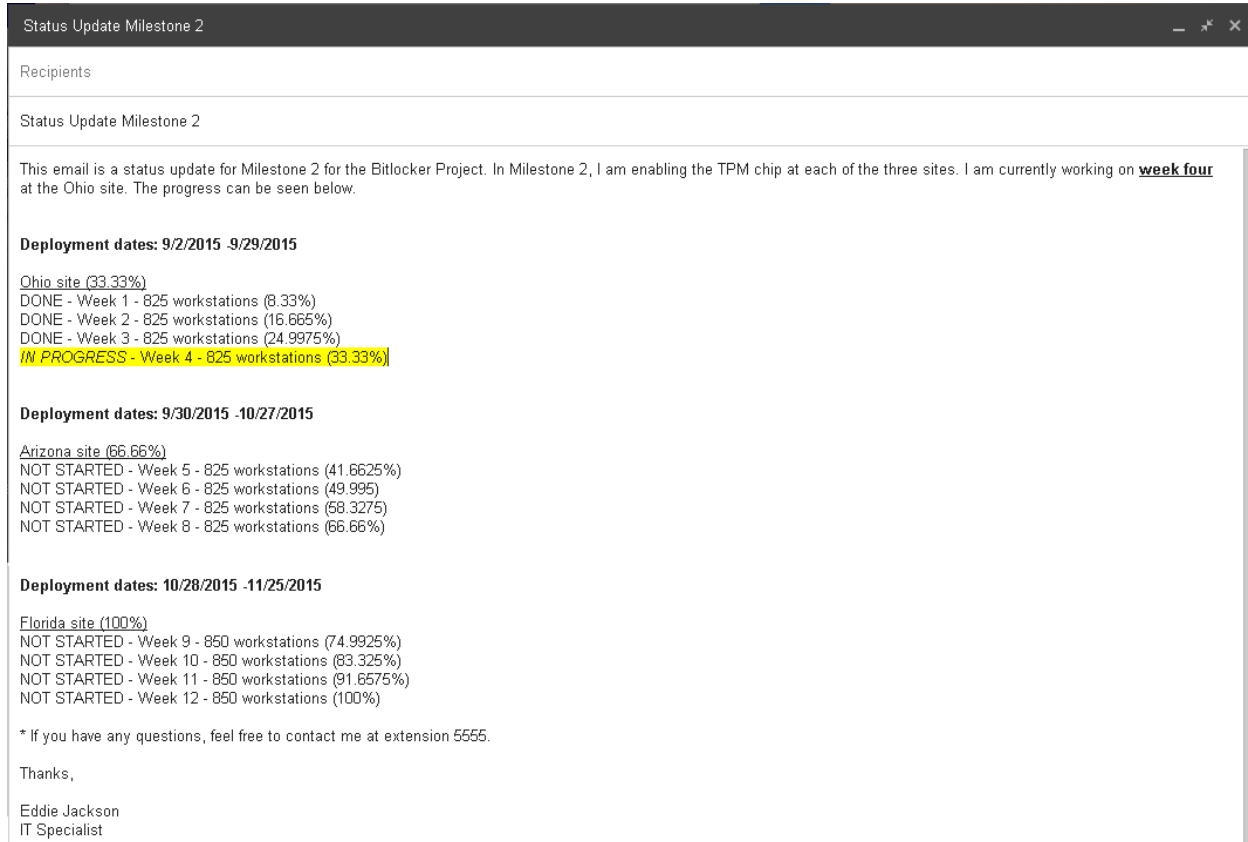 Status Update Milestone 2
Recipients
Status Update Milestone 2
This email is a status update for Milestone 2 for the Bitlocker Project. In Milestone 2, I am enabling the TPM chip at each of the three sites. I am currently working on week four
at the Ohio site. The progress can be seen below.
Deployment dates: 9/2/2015 -9/29/2015
Ohio site (33.33%)
DONE - Week 1 - 825 workstations (8.33%)
DONE - Week 2 - 825 workstations (16.665%)
DONE - Week 3 - 825 workstations (24.9975%)
IN PROGRESS - Week 4 - 825 workstations (33.33%)
Deployment dates: 9/30/2015 -10/27/2015
Arizona site (66.66%)
NOT STARTED - Week 5 - 825 workstations (41.6625%)
NOT STARTED - Week 6 - 825 workstations (49.995)
NOT STARTED - Week 7 - 825 workstations (58.3275)
NOT STARTED - Week 8 - 825 workstations (66.66%)
Deployment dates: 10/28/2015 -11/25/2015
Florida site (100%)
NOT STARTED - Week 9 - 850 workstations (74.9925%)
NOT STARTED - Week 10 - 850 workstations (83.325%)
NOT STARTED - Week 11 - 850 workstations (91.6575%)
NOT STARTED - Week 12 - 850 workstations (100%)
* If you have any questions, feel free to contact me at extension 5555.
Thanks,
Eddie Jackson
IT Specialist